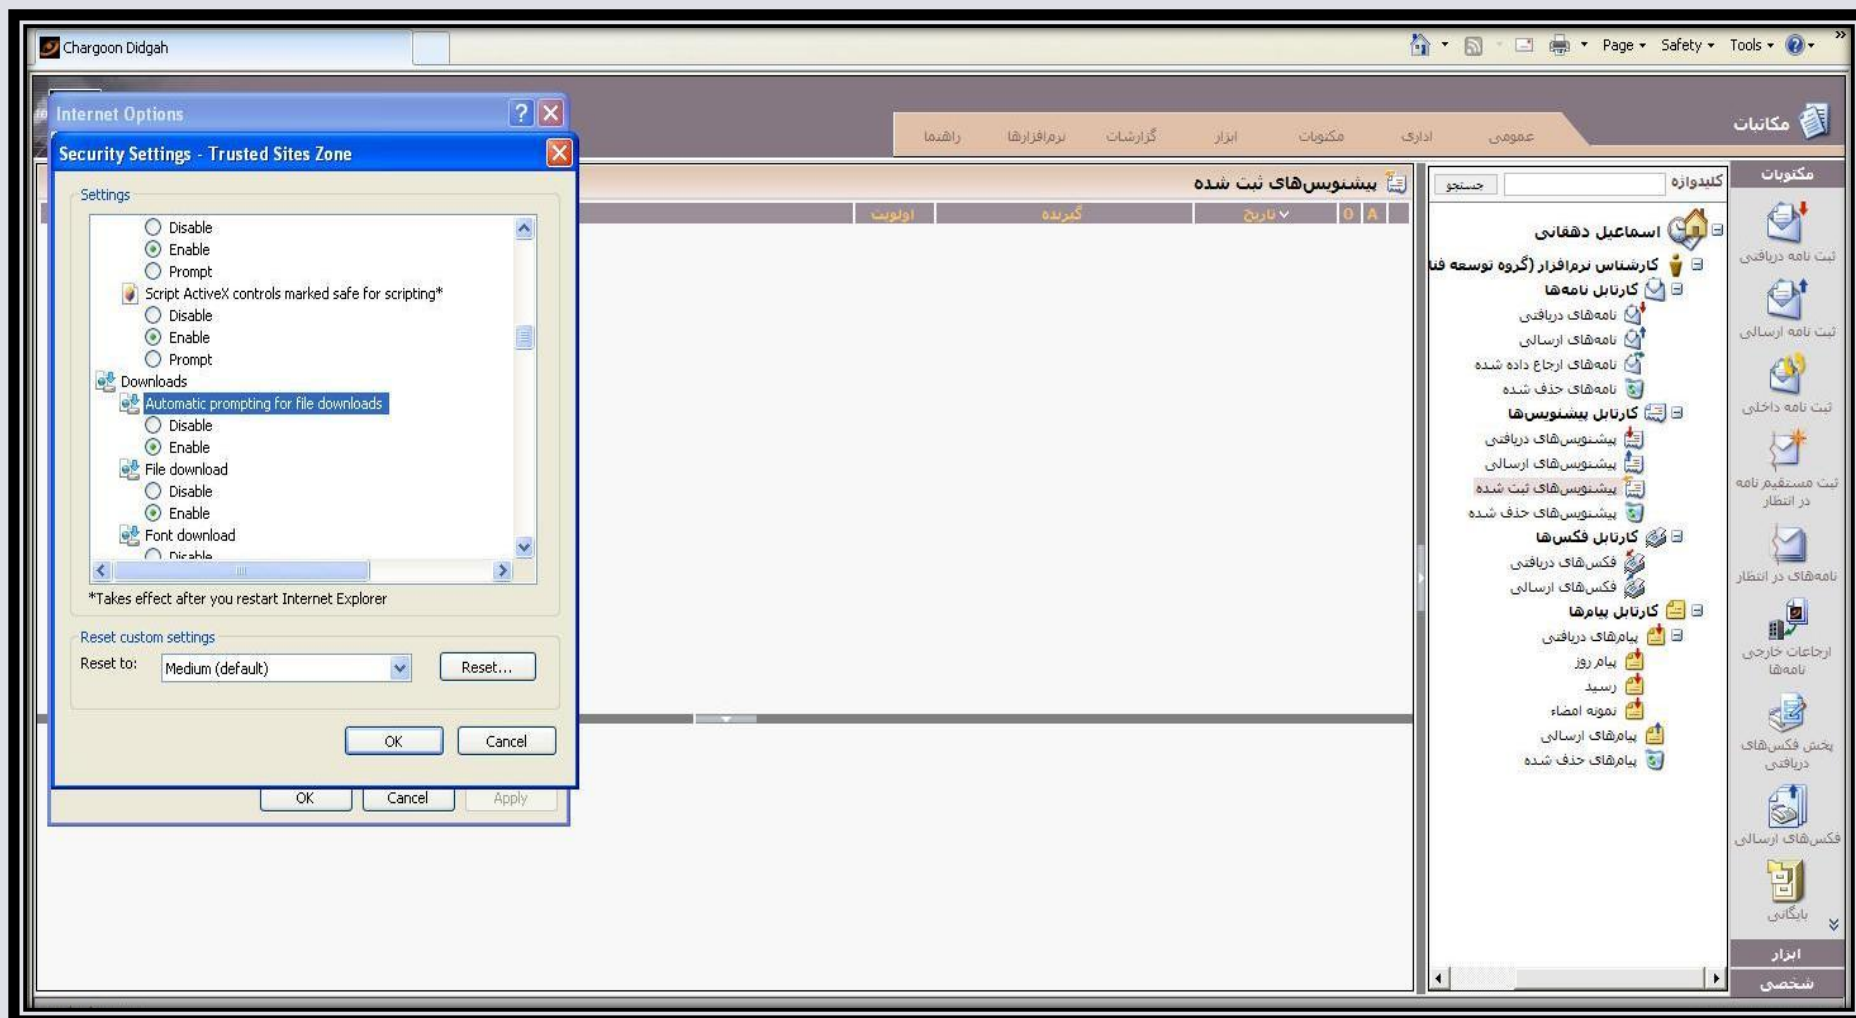 Chargoon Didgah
Page
Safety
Tools
»
مکاتبات
عمومی
اداری
مکتوبات
ابزار
گزارشات
نرم‌افزارها
راهنما
Internet Options
Security Settings - Trusted Sites Zone
Settings
Disable
Enable
Prompt
Script ActiveX controls marked safe for scripting*
Disable
Enable
Prompt
Downloads
Automatic prompting for file downloads
Disable
Enable
File download
Disable
Enable
Font download
Disable
*Takes effect after you restart Internet Explorer
Reset custom settings
Reset to:
Medium (default)
Reset...
OK
Cancel
OK
Cancel
Apply
پیشنویس‌های ثبت شده
A
0
تاریخ
گیرنده
اولویت
کلیدواژه
جستجو
اسماعیل دهقانی
کارشناس نرم‌افزار (گروه توسعه فنا
کارتابل نامه‌ها
نامه‌های دریافتی
نامه‌های ارسالی
نامه‌های ارجاع داده شده
نامه‌های حذف شده
کارتابل پیشنویس‌ها
پیشنویس‌های دریافتی
پیشنویس‌های ارسالی
پیشنویس‌های ثبت شده
پیشنویس‌های حذف شده
کارتابل فکس‌ها
فکس‌های دریافتی
فکس‌های ارسالی
کارتابل پیام‌ها
پیام‌های دریافتی
پیام روز
رسید
نمونه امضاء
پیام‌های ارسالی
پیام‌های حذف شده
مکتوبات
ثبت نامه دریافتی
ثبت نامه ارسالی
ثبت نامه داخلی
ثبت مستقیم نامه
در انتظار
نامه‌های در انتظار
ارجاعات خارجی
نامه‌ها
پخش فکس‌های
دریافتی
فکس‌های ارسالی
بایگانی
ابزار
شخصی